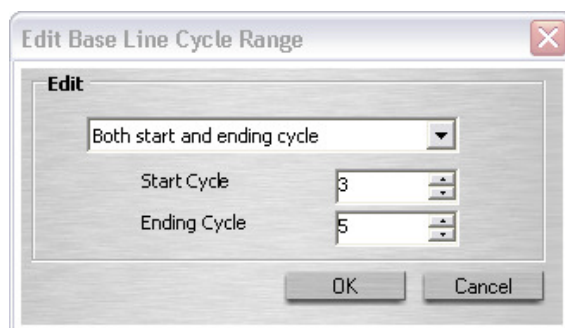 Edit Base Line Cycle Range
Edit
Both start and ending cycle
Start Cycle 3
Ending Cycle 5
OK Cancel